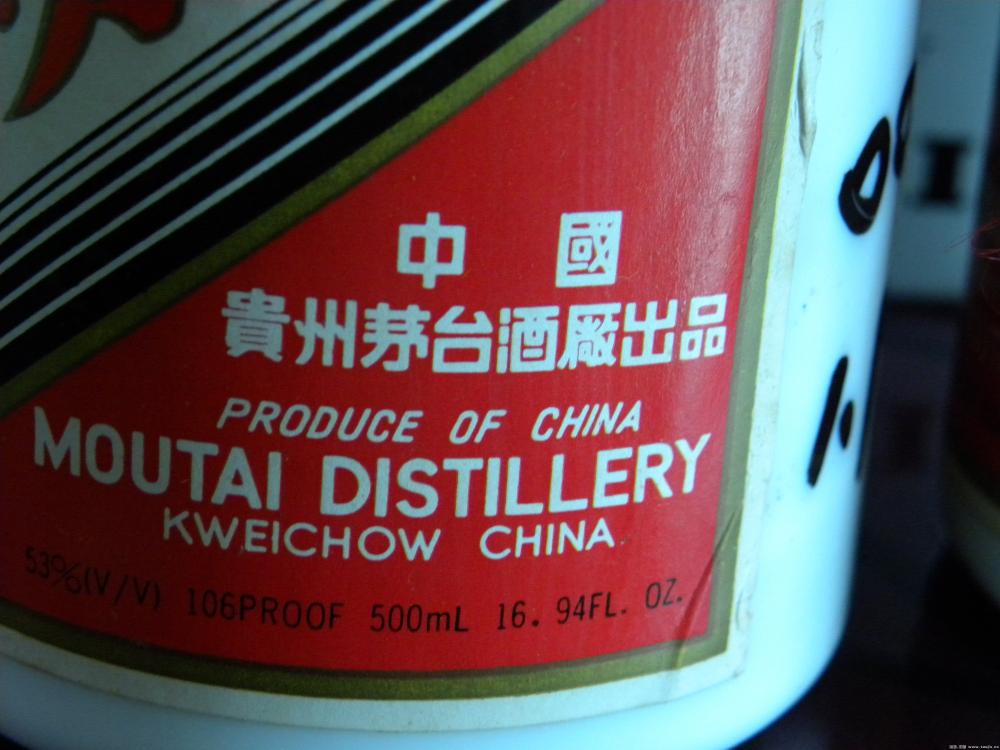 中 國
貴州茅台酒廠出品
PRODUCE OF CHINA
MOUTAI DISTILLERY
KWEICHOW CHINA
53%(V/V) 106PROOF 500mL 16. 94FL. OZ.